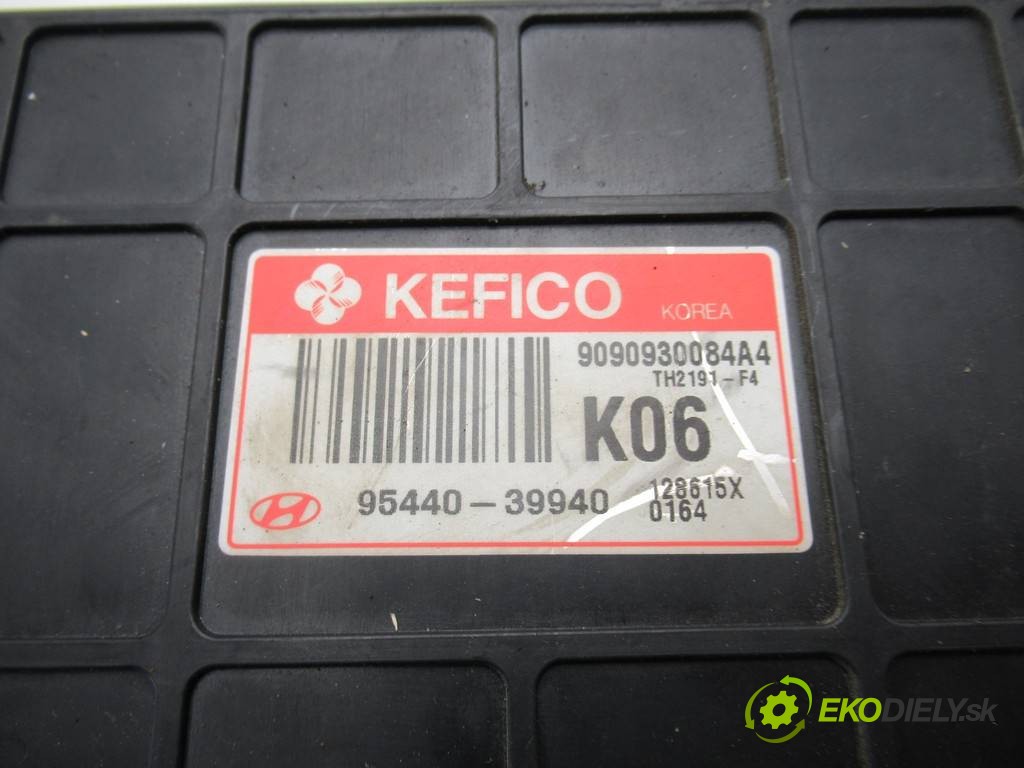 KEFICO KOREA
9090930084A4
TH2191-F4
K06
95440-39940
128615X
0164
EKODIELY.sk